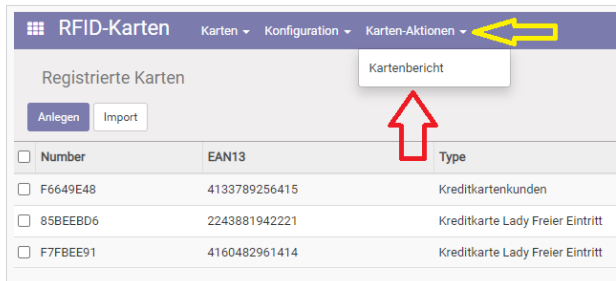 RFID-Karten Karten Konfiguration Karten-Aktionen
Kartenbericht
Registrierte Karten
Anlegen Import
Number EAN13 Type
F6649E48 4133789256415 Kreditkartenkunden
85BEEBD6 2243881942221 Kreditkarte Lady Freier Eintritt
F7FBEE91 4160482961414 Kreditkarte Lady Freier Eintritt